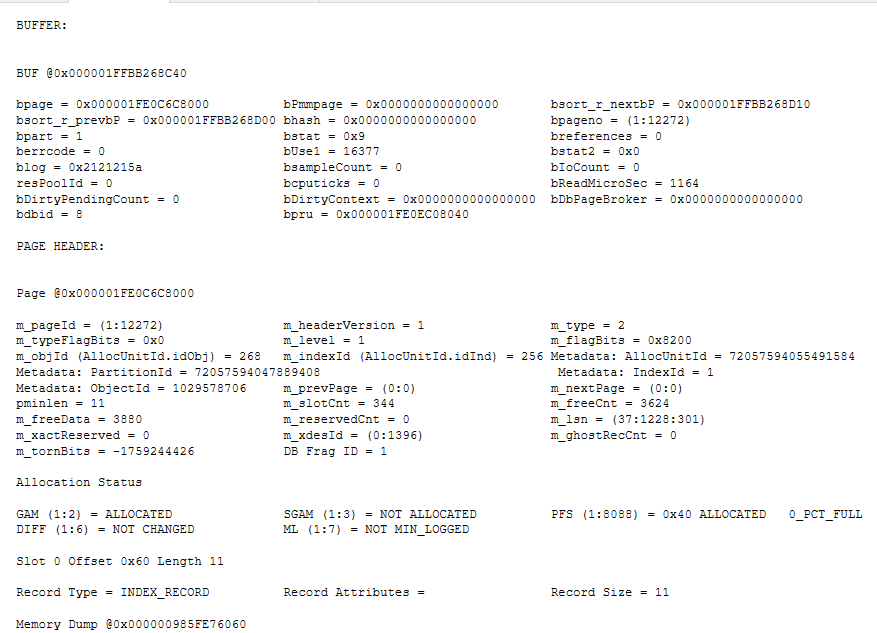 BUFFER:
BUF @0x000001FFBB268C40
bpage = 0x000001FE0C6C8000 bPmmpage = 0x0000000000000000 bsort_r_nextbP = 0x000001FFBB268D10
bsort_r_prevbP = 0x000001FFBB268D00 bhash = 0x0000000000000000 bpageno = (1:12272)
bpart = 1 bstat = 0x9 breferences = 0
berrcode = 0 bUse1 = 16377 bstat2 = 0x0
blog = 0x2121215a bsampleCount = 0 bIoCount = 0
resPoolId = 0 bcputicks = 0 bReadMicroSec = 1164
bDirtyPendingCount = 0 bDirtyContext = 0x0000000000000000 bDbPageBroker = 0x0000000000000000
bdbid = 8 bpru = 0x000001FE0EC08040
PAGE HEADER:
Page @0x000001FE0C6C8000
m_pageId = (1:12272) m_headerVersion = 1 m_type = 2
m_typeFlagBits = 0x0 m_level = 1 m_flagBits = 0x8200
m_objId (AllocUnitId.idObj) = 268 m_indexId (AllocUnitId.idInd) = 256 Metadata: AllocUnitId = 72057594055491584
Metadata: PartitionId = 72057594047889408 Metadata: IndexId = 1
Metadata: ObjectId = 1029578706 m_prevPage = (0:0) m_nextPage = (0:0)
pminlen = 11 m_slotCnt = 344 m_freeCnt = 3624
m_freeData = 3880 m_reservedCnt = 0 m_lsn = (37:1228:301)
m_xactReserved = 0 m_xdesId = (0:1396) m_ghostRecCnt = 0
m_tornBits = -1759244426 DB Frag ID = 1
Allocation Status
GAM (1:2) = ALLOCATED SGAM (1:3) = NOT ALLOCATED PFS (1:8088) = 0x40 ALLOCATED 0_PCT_FULL
DIFF (1:6) = NOT CHANGED ML (1:7) = NOT MIN_LOGGED
Slot 0 Offset 0x60 Length 11
Record Type = INDEX_RECORD Record Attributes = Record Size = 11
Memory Dump @0x000000985FE76060